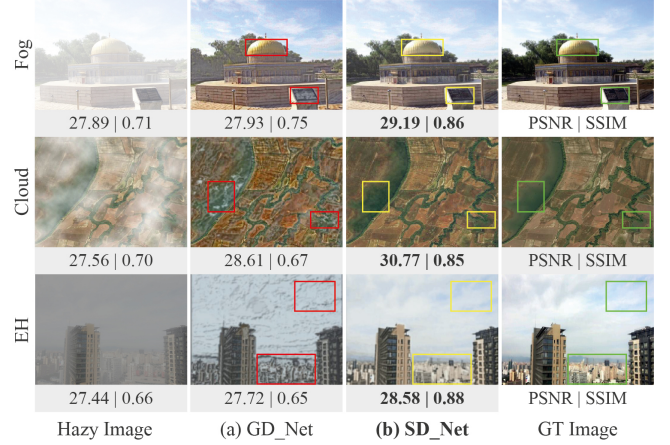 Fog
27.89 | 0.71
27.93 | 0.75
29.19 | 0.86
PSNR | SSIM
Cloud
27.56 | 0.70
28.61 | 0.67
30.77 | 0.85
PSNR | SSIM
EH
27.44 | 0.66
27.72 | 0.65
28.58 | 0.88
PSNR | SSIM
Hazy Image
(a) GD_Net
(b) SD_Net
GT Image